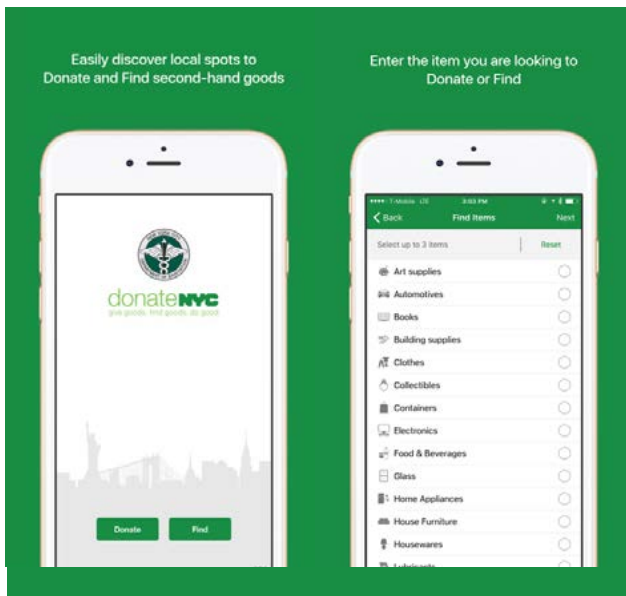 Easily discover local spots to
Donate and Find second-hand goods
donateNYC
give goods, find goods, do good
Donate
Find
Enter the item you are looking to
Donate or Find
T-Mobile LTE
3:03 PM
Back
Find Items
Next
Select up to 3 items
Reset
Art supplies
Automotives
Books
Building supplies
Clothes
Collectibles
Containers
Electronics
Food & Beverages
Glass
Home Appliances
House Furniture
Housewares
Lubricants